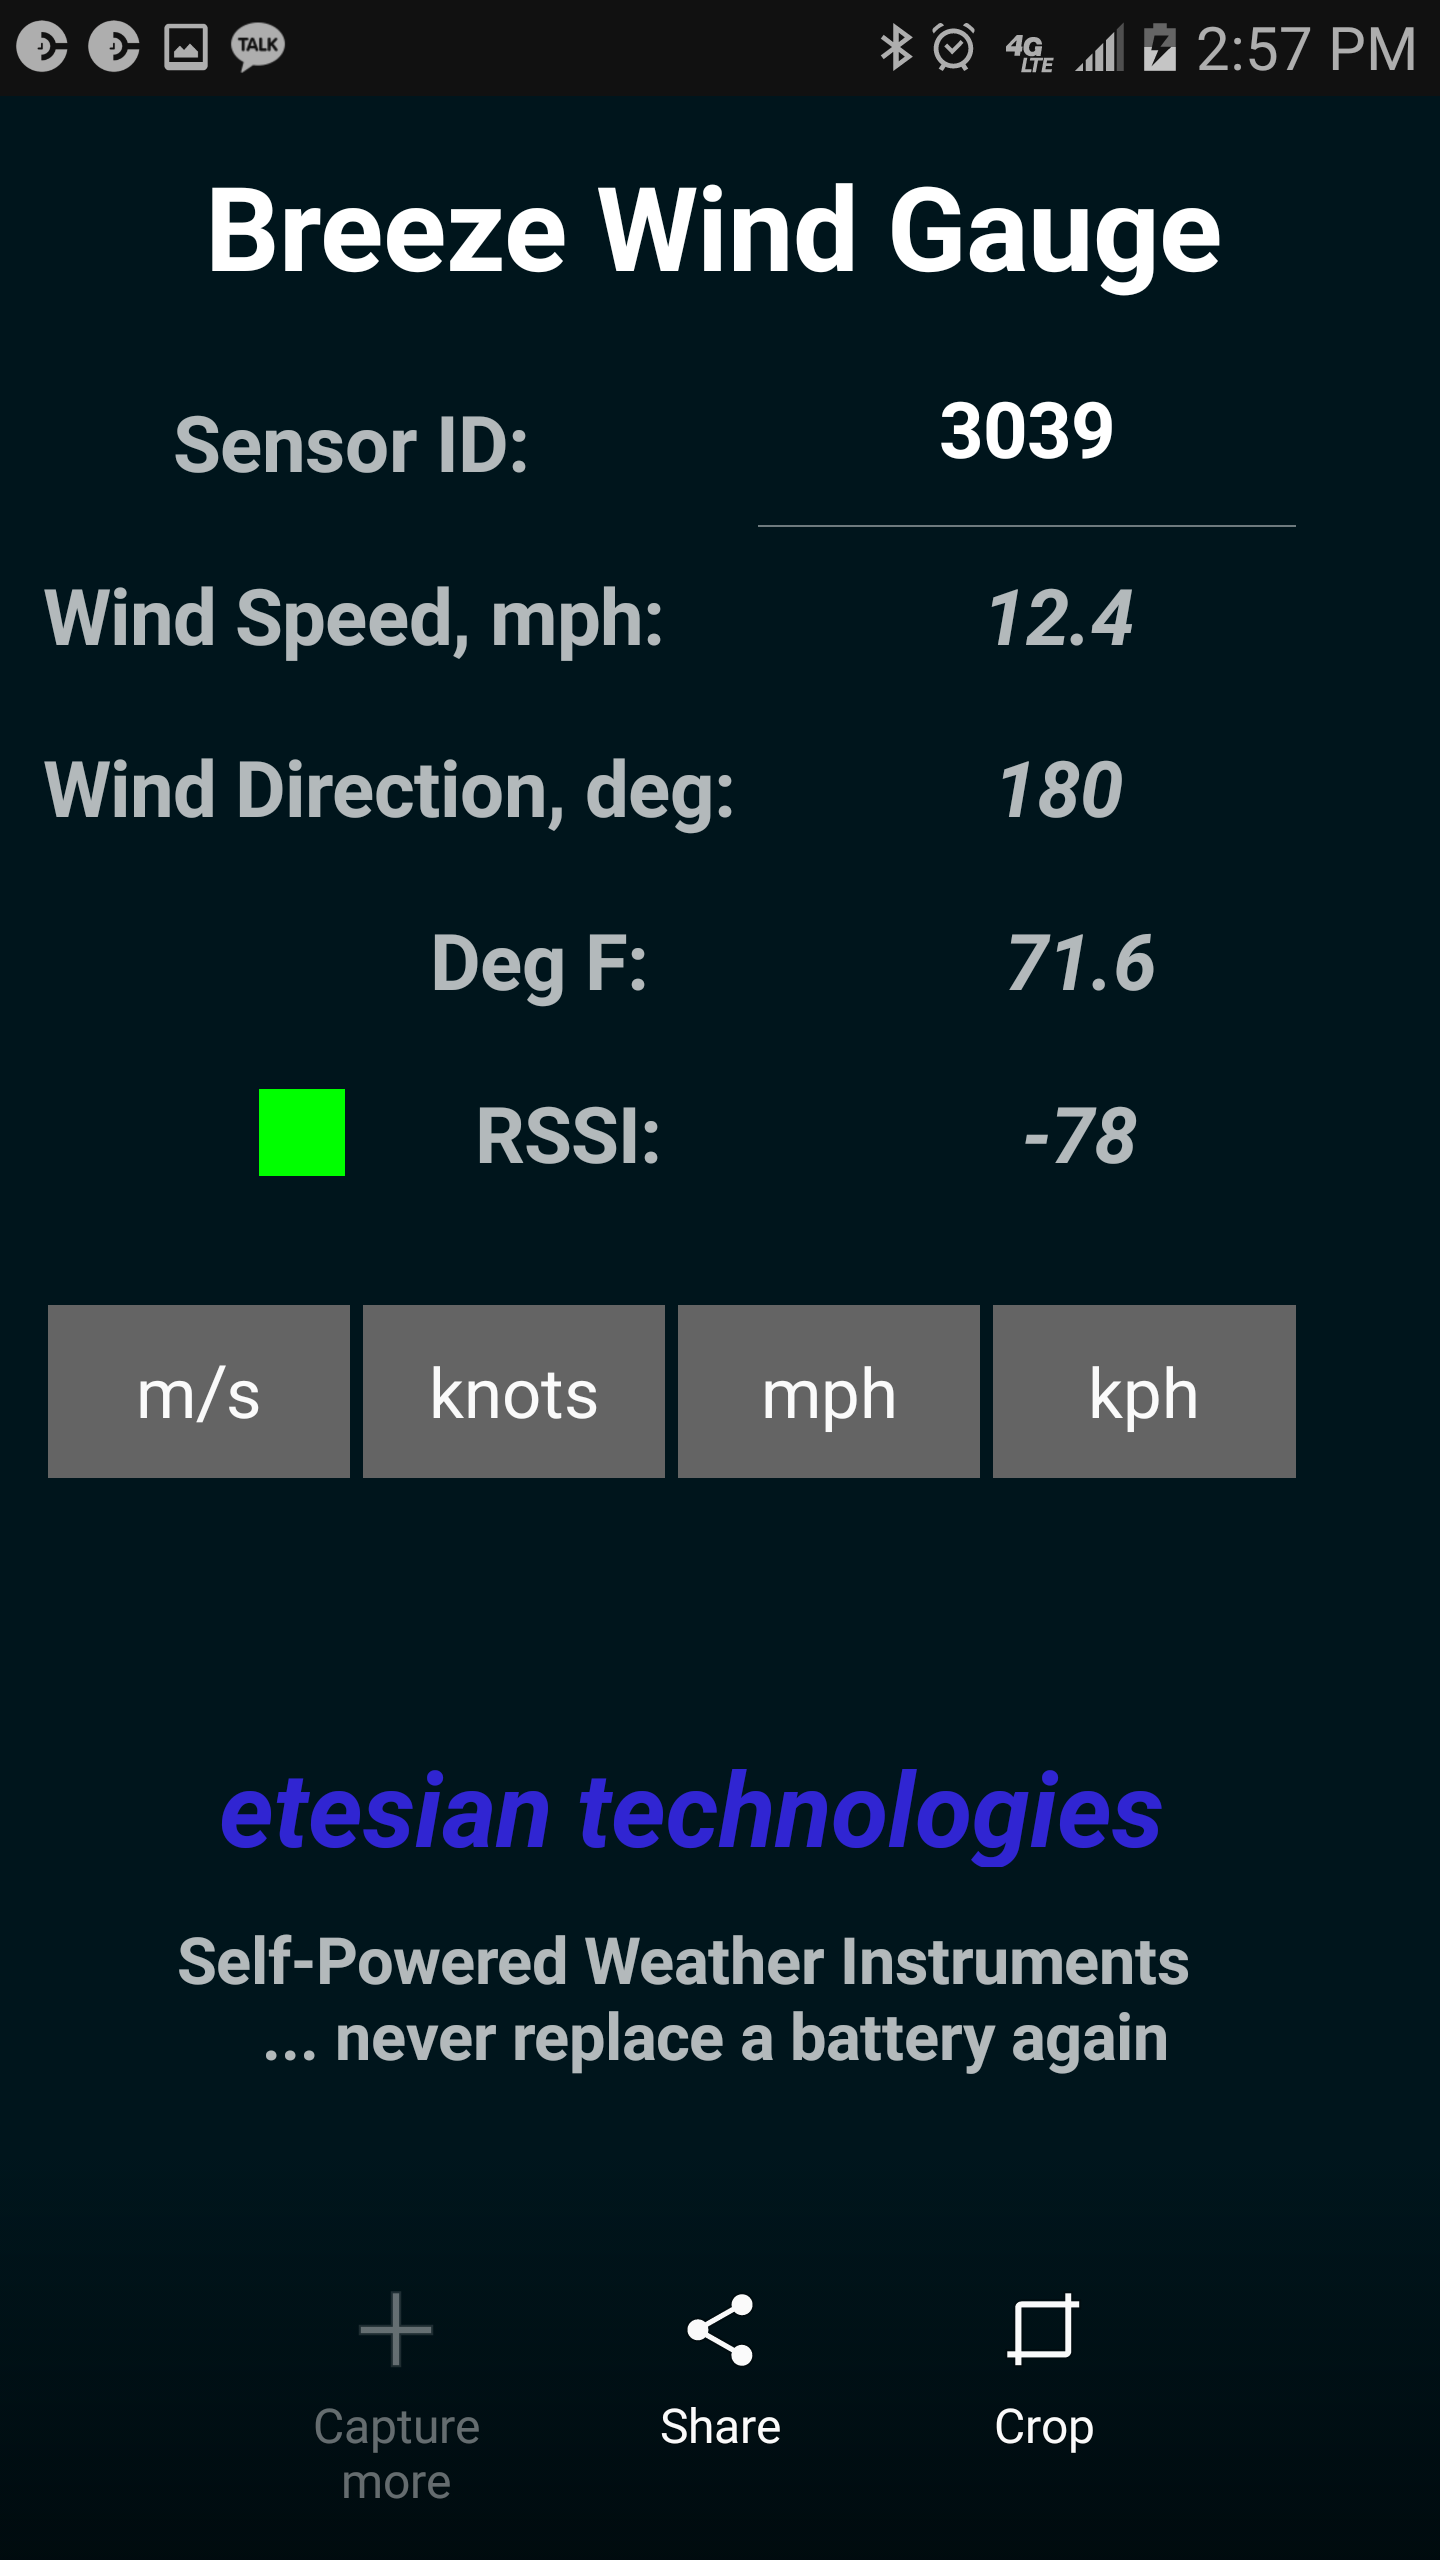 TALK
4G LTE
2:57 PM
Breeze Wind Gauge
Sensor ID: 3039
Wind Speed, mph: 12.4
Wind Direction, deg: 180
Deg F: 71.6
RSSI: -78
m/s knots mph kph
etesian technologies
Self-Powered Weather Instruments
... never replace a battery again
Capture more
Share
Crop